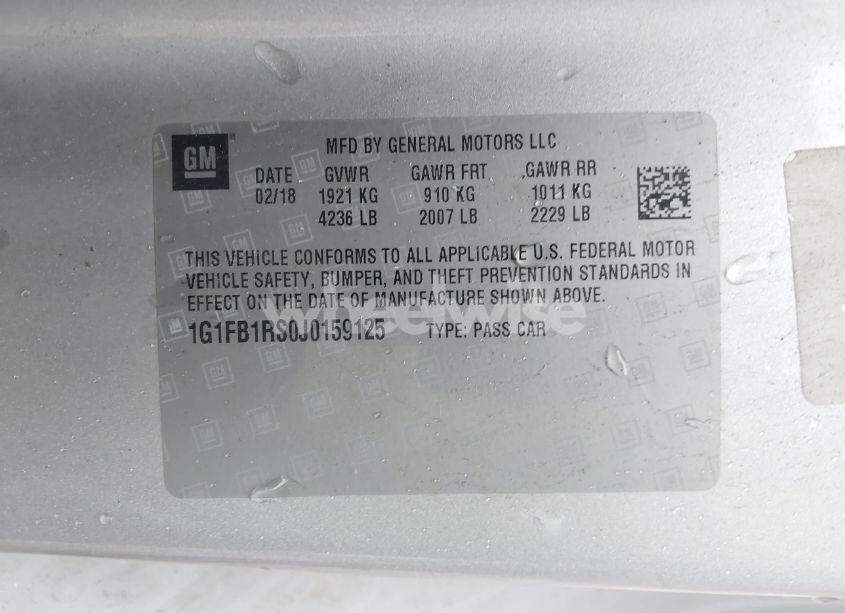 GM
MFD BY GENERAL MOTORS LLC
DATE GVWR GAWR FRT GAWR RR
02/18 1921 KG 910 KG 1011 KG
4236 LB 2007 LB 2229 LB
THIS VEHICLE CONFORMS TO ALL APPLICABLE U.S. FEDERAL MOTOR
VEHICLE SAFETY, BUMPER, AND THEFT PREVENTION STANDARDS IN
EFFECT ON THE DATE OF MANUFACTURE SHOWN ABOVE.
1G1FB1RS0J0159125 TYPE: PASS CAR
wheelwise